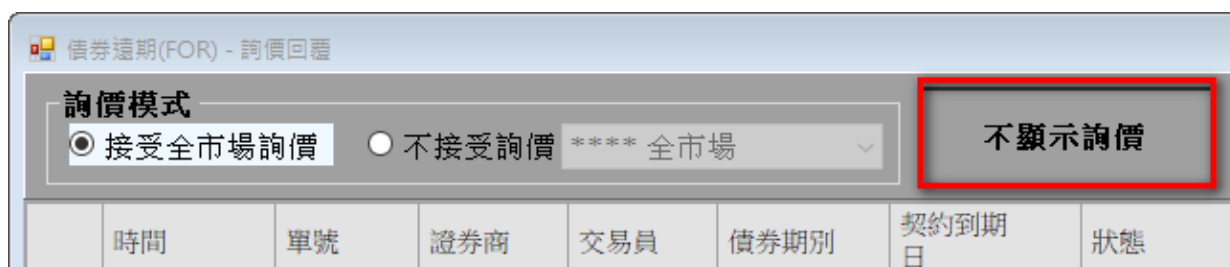 債券遠期(FOR) - 詢價回覆
詢價模式
接受全市場詢價 不接受詢價 **** 全市場
不顯示詢價
時間 單號 證券商 交易員 債券期別 契約到期日 狀態